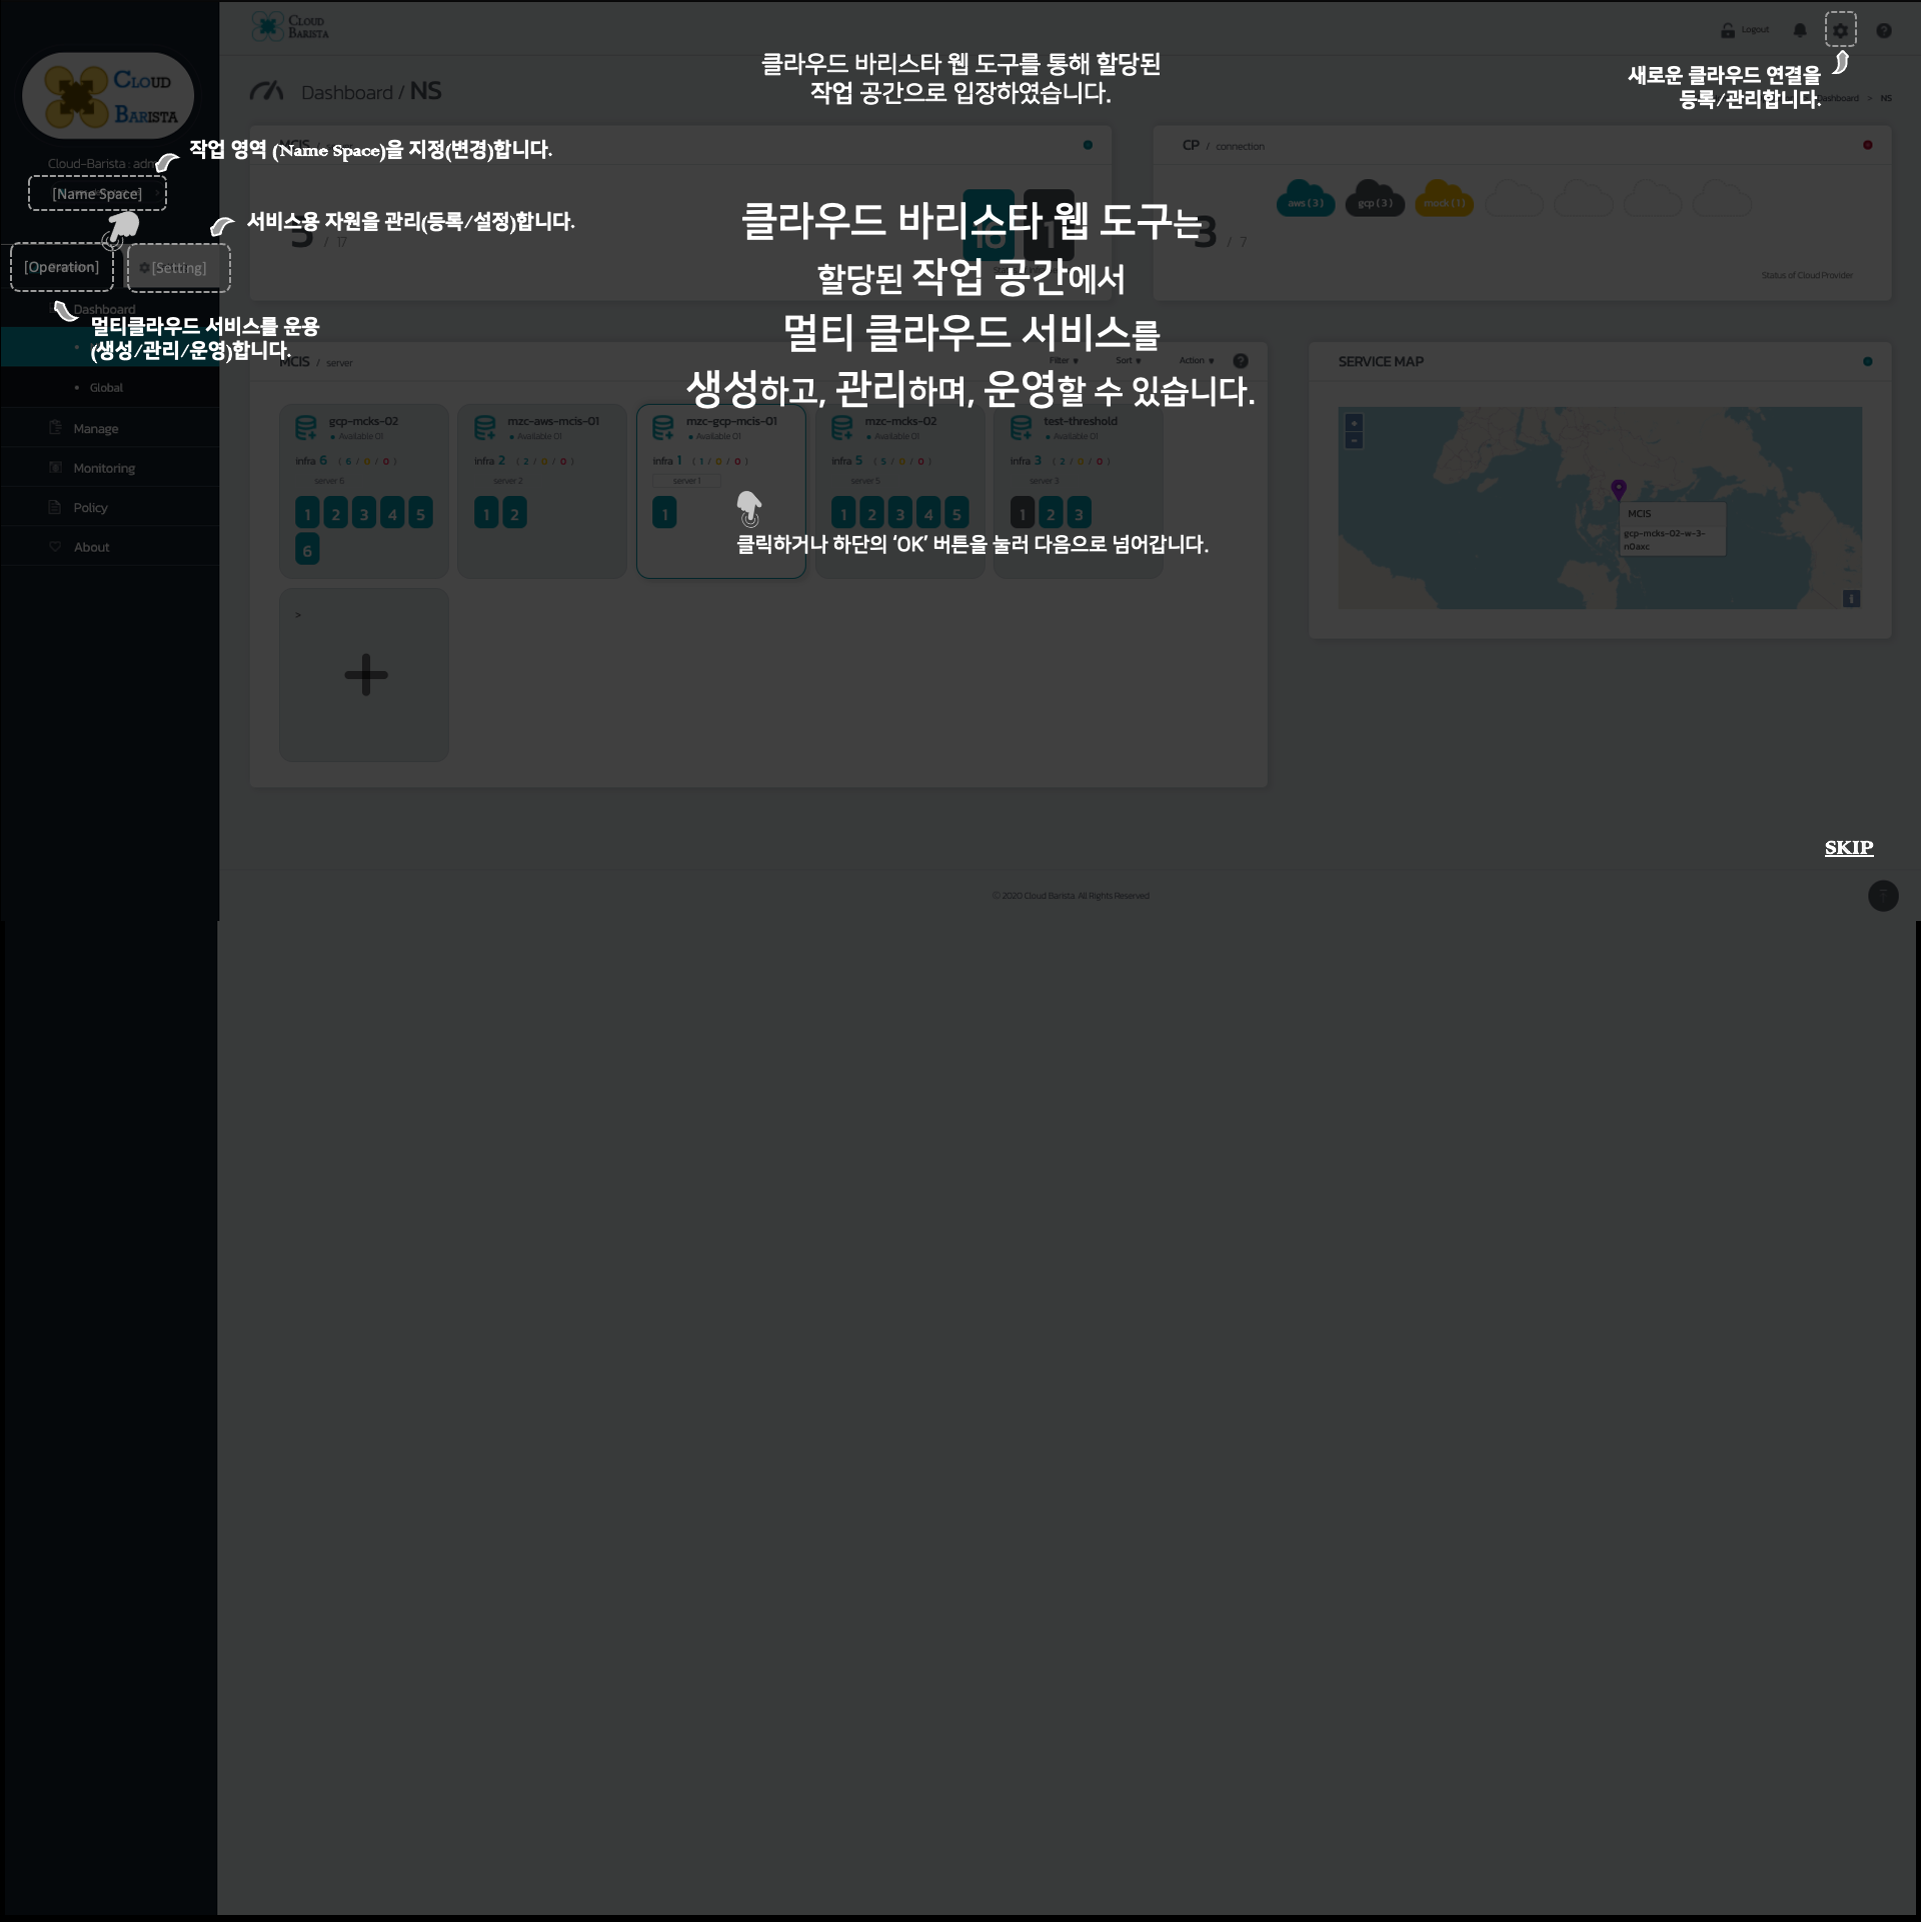 CLOUD
BARISTA
Logout
클라우드 바리스타 웹 도구를 통해 할당된
작업 공간으로 입장하였습니다.
새로운 클라우드 연결을
등록/관리합니다.
Dashboard > NS
CLOUD
BARISTA
Dashboard / NS
작업 영역 (Name Space)을 지정(변경)합니다.
Cloud-Barista : adm
[Name Space]
서비스용 자원을 관리(등록/설정)합니다.
[Operation]
[Setting]
멀티클라우드 서비스를 운용
(생성/관리/운영)합니다.
Dashboard
Global
Manage
Monitoring
Policy
About
5 / 17
16
1
CP / connection
aws ( 3 )
gcp ( 3 )
mock ( 1 )
3 / 7
Status of Cloud Provider
클라우드 바리스타 웹 도구는
할당된 작업 공간에서
멀티 클라우드 서비스를
생성하고, 관리하며, 운영할 수 있습니다.
MCIS / server
Filter
Sort
Action
gcp-mcks-02
Available 01
infra 6 ( 6 / 0 / 0 )
server 6
1 2 3 4 5
6
mzc-aws-mcis-01
Available 01
infra 2 ( 2 / 0 / 0 )
server 2
1 2
mzc-gcp-mcis-01
Available 01
infra 1 ( 1 / 0 / 0 )
server 1
1
mzc-mcks-02
Available 01
infra 5 ( 5 / 0 / 0 )
server 5
1 2 3 4 5
test-threshold
Available 01
infra 3 ( 2 / 0 / 0 )
server 3
1 2 3
클릭하거나 하단의 ‘OK’ 버튼을 눌러 다음으로 넘어갑니다.
>
SERVICE MAP
+
-
MCIS
gcp-mcks-02-w-3-
n0axc
i
SKIP
© 2020 Cloud Barista. All Rights Reserved